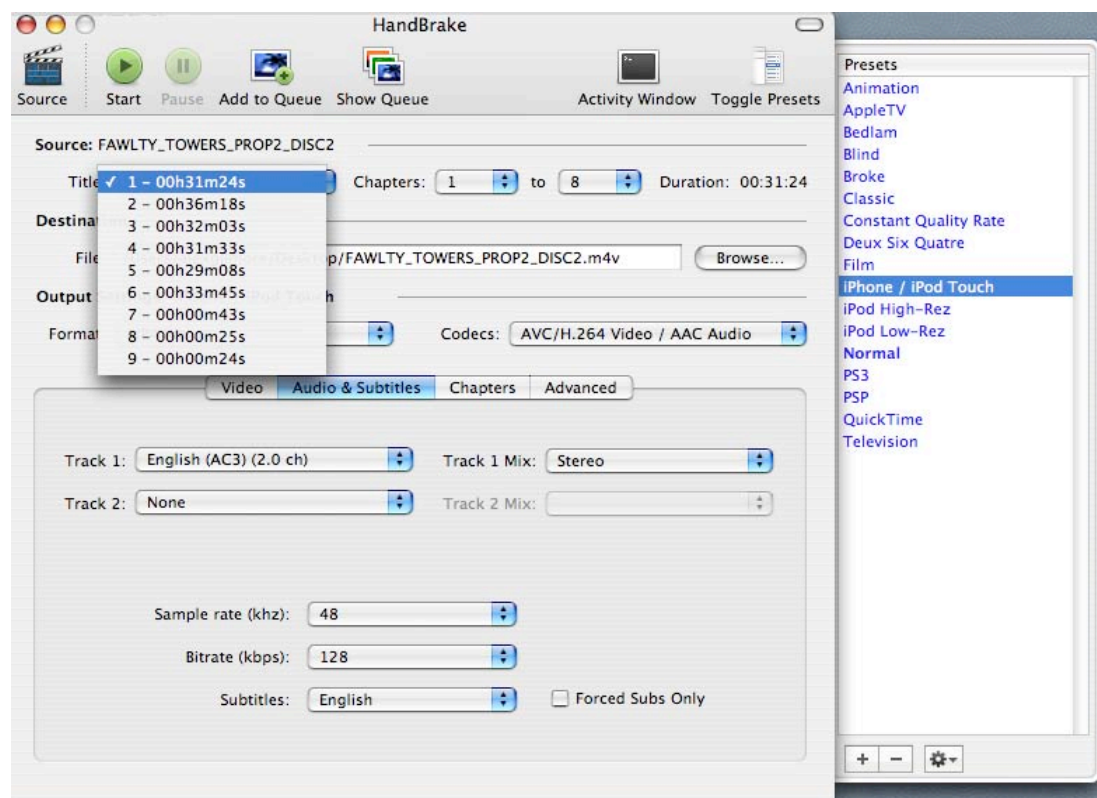 HandBrake
Source Start Pause Add to Queue Show Queue Activity Window Toggle Presets
Source: FAWLTY_TOWERS_PROP2_DISC2
Title ✓ 1 – 00h31m24s Chapters: 1 to 8 Duration: 00:31:24
2 – 00h36m18s
3 – 00h32m03s
4 – 00h31m33s
5 – 00h29m08s
6 – 00h33m45s
7 – 00h00m43s
8 – 00h00m25s
9 – 00h00m24s
Destina
File p/FAWLTY_TOWERS_PROP2_DISC2.m4v Browse...
Output h
Forma Codecs: AVC/H.264 Video / AAC Audio
Video Audio & Subtitles Chapters Advanced
Track 1: English (AC3) (2.0 ch) Track 1 Mix: Stereo
Track 2: None Track 2 Mix:
Sample rate (khz): 48
Bitrate (kbps): 128
Subtitles: English Forced Subs Only
Presets
Animation
AppleTV
Bedlam
Blind
Broke
Classic
Constant Quality Rate
Deux Six Quatre
Film
iPhone / iPod Touch
iPod High-Rez
iPod Low-Rez
Normal
PS3
PSP
QuickTime
Television